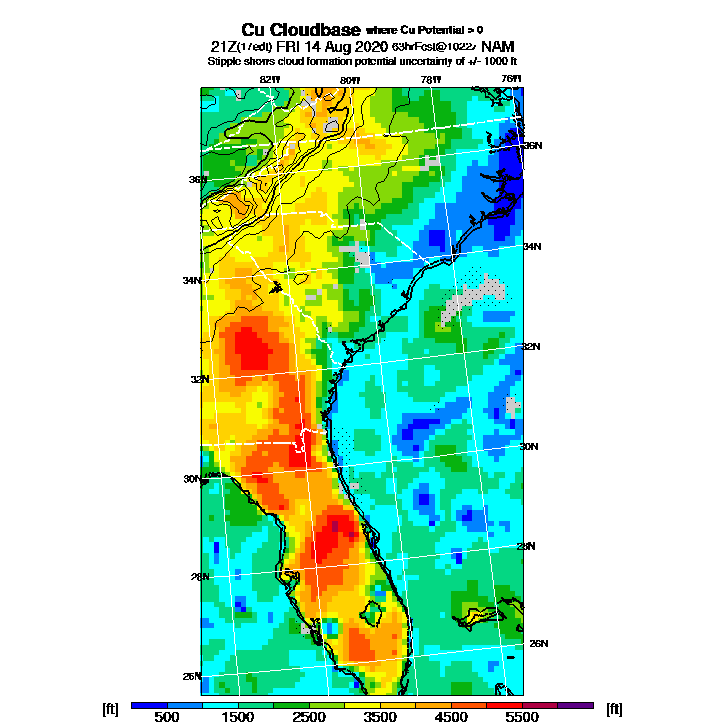 Cu Cloudbase where Cu Potential > 0
21Z(17edt) FRI 14 Aug 2020 63hrFcst@1022z NAM
Stipple shows cloud formation potential uncertainty of +/- 1000 ft
82W 80W 78W 76W
36N
36N
34N
34N
32N
32N
30N
30N
28N
28N
26N
26N
[ft] [ft]
500 1500 2500 3500 4500 5500